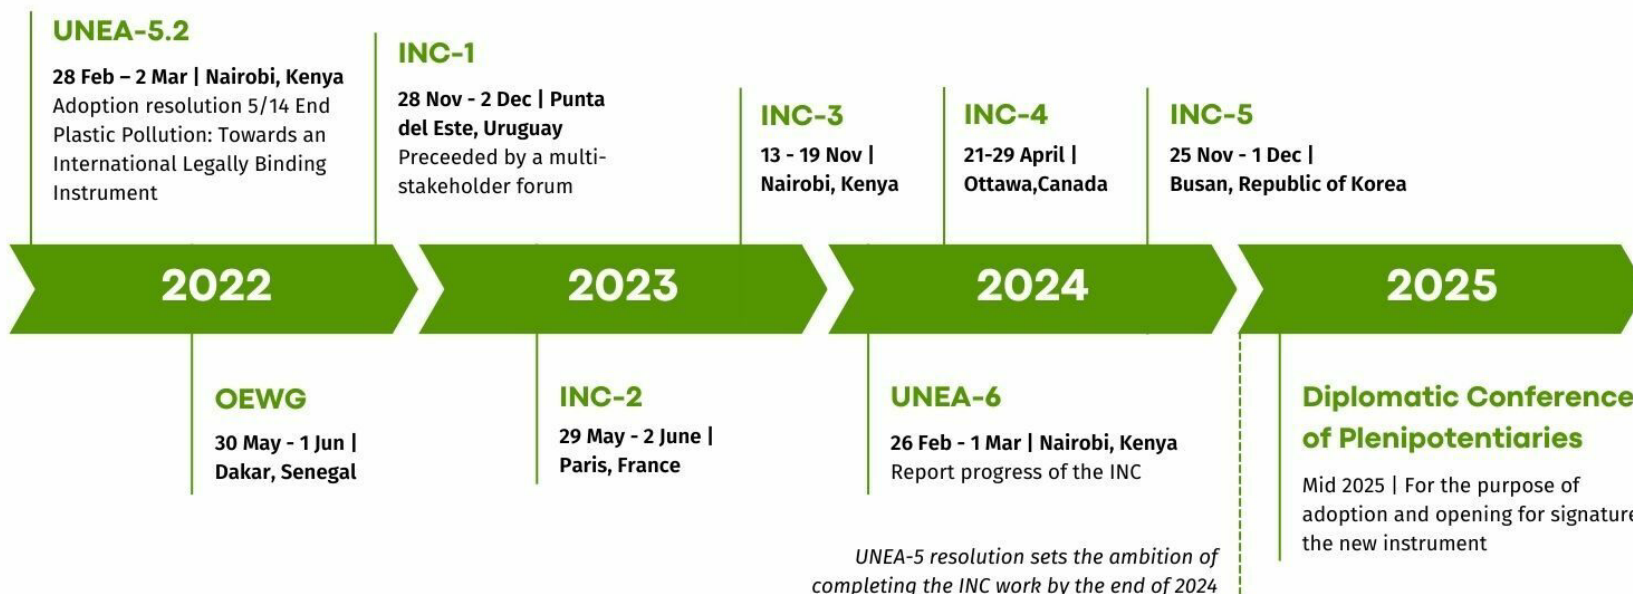 UNEA-5.2
28 Feb – 2 Mar | Nairobi, Kenya
Adoption resolution 5/14 End
Plastic Pollution: Towards an
International Legally Binding
Instrument
INC-1
28 Nov - 2 Dec | Punta
del Este, Uruguay
Preceeded by a multi-
stakeholder forum
INC-3
13 - 19 Nov |
Nairobi, Kenya
INC-4
21-29 April |
Ottawa,Canada
INC-5
25 Nov - 1 Dec |
Busan, Republic of Korea
2022
2023
2024
2025
OEWG
30 May - 1 Jun |
Dakar, Senegal
INC-2
29 May - 2 June |
Paris, France
UNEA-6
26 Feb - 1 Mar | Nairobi, Kenya
Report progress of the INC
UNEA-5 resolution sets the ambition of
completing the INC work by the end of 2024
Diplomatic Conference
of Plenipotentiaries
Mid 2025 | For the purpose of
adoption and opening for signature
the new instrument